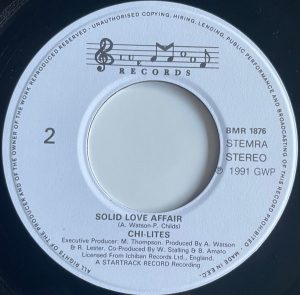 Blue Mood
RECORDS
2
BMR 1876
STEMRA
STEREO
℗ 1991 GWP
SOLID LOVE AFFAIR
(A. Watson-P. Childs)
CHI-LITES
Executive Producer: M. Thompson. Produced By A. Watson
& R. Lester. Co-Produced By W. Stalling & B. Amato
Licensed From Ichiban Records Ltd., England.
A STARTRACK RECORD Recording
ALL RIGHTS OF THE PRODUCER AND OF THE OWNER OF THE WORK REPRODUCED RESERVED · UNAUTHORISED COPYING, HIRING, LENDING, PUBLIC PERFORMANCE AND BROADCASTING OF THIS RECORD PROHIBITED · MADE IN E.E.C.